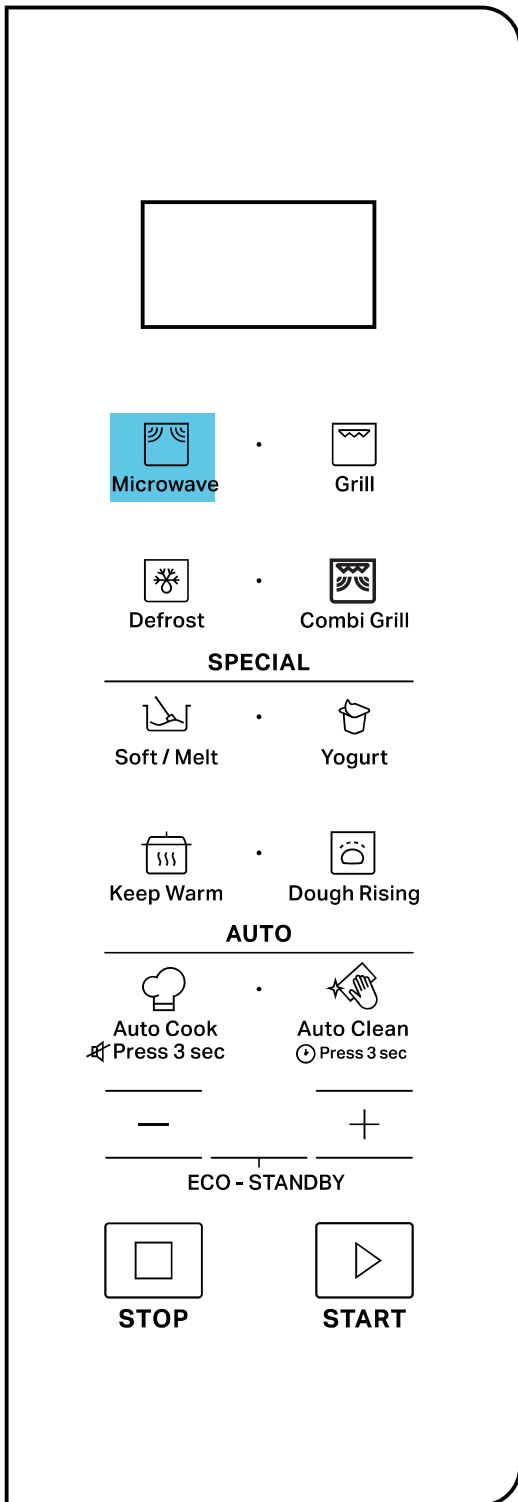 Microwave
Grill
Defrost
Combi Grill
SPECIAL
Soft / Melt
Yogurt
Keep Warm
Dough Rising
AUTO
Auto Cook
Press 3 sec
Auto Clean
Press 3 sec
ECO - STANDBY
STOP
START